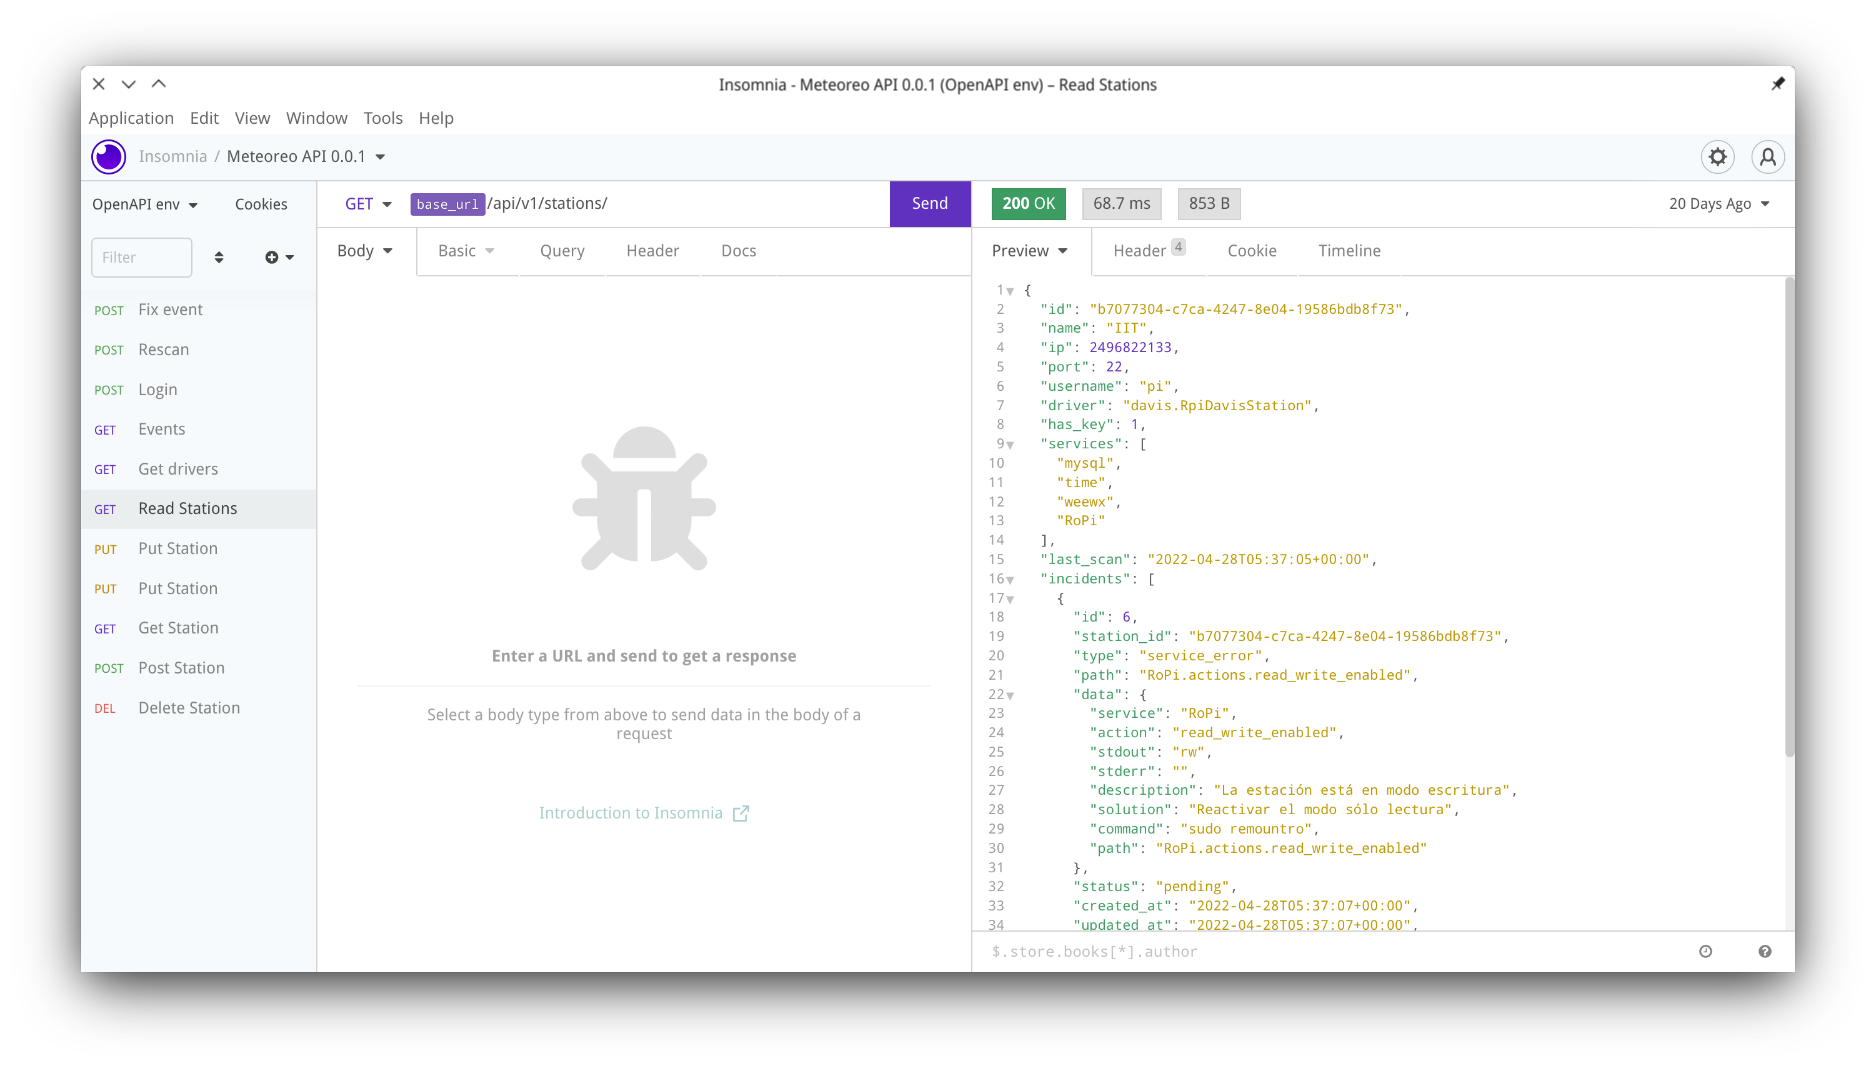 Insomnia - Meteoreo API 0.0.1 (OpenAPI env) – Read Stations
Application Edit View Window Tools Help
Insomnia / Meteoreo API 0.0.1
OpenAPI env Cookies
Filter
POST Fix event
POST Rescan
POST Login
GET Events
GET Get drivers
GET Read Stations
PUT Put Station
PUT Put Station
GET Get Station
POST Post Station
DEL Delete Station
GET base_url/api/v1/stations/ Send
Body Basic Query Header Docs
Enter a URL and send to get a response
Select a body type from above to send data in the body of a
request
Introduction to Insomnia
200 OK 68.7 ms 853 B 20 Days Ago
Preview Header 4 Cookie Timeline
1 {
2 "id": "b7077304-c7ca-4247-8e04-19586bdb8f73",
3 "name": "IIT",
4 "ip": 2496822133,
5 "port": 22,
6 "username": "pi",
7 "driver": "davis.RpiDavisStation",
8 "has_key": 1,
9 "services": [
10 "mysql",
11 "time",
12 "weewx",
13 "RoPi"
14 ],
15 "last_scan": "2022-04-28T05:37:05+00:00",
16 "incidents": [
17 {
18 "id": 6,
19 "station_id": "b7077304-c7ca-4247-8e04-19586bdb8f73",
20 "type": "service_error",
21 "path": "RoPi.actions.read_write_enabled",
22 "data": {
23 "service": "RoPi",
24 "action": "read_write_enabled",
25 "stdout": "rw",
26 "stderr": "",
27 "description": "La estación está en modo escritura",
28 "solution": "Reactivar el modo sólo lectura",
29 "command": "sudo remountro",
30 "path": "RoPi.actions.read_write_enabled"
31 },
32 "status": "pending",
33 "created_at": "2022-04-28T05:37:07+00:00",
34 "updated_at": "2022-04-28T05:37:07+00:00",
$.store.books[*].author